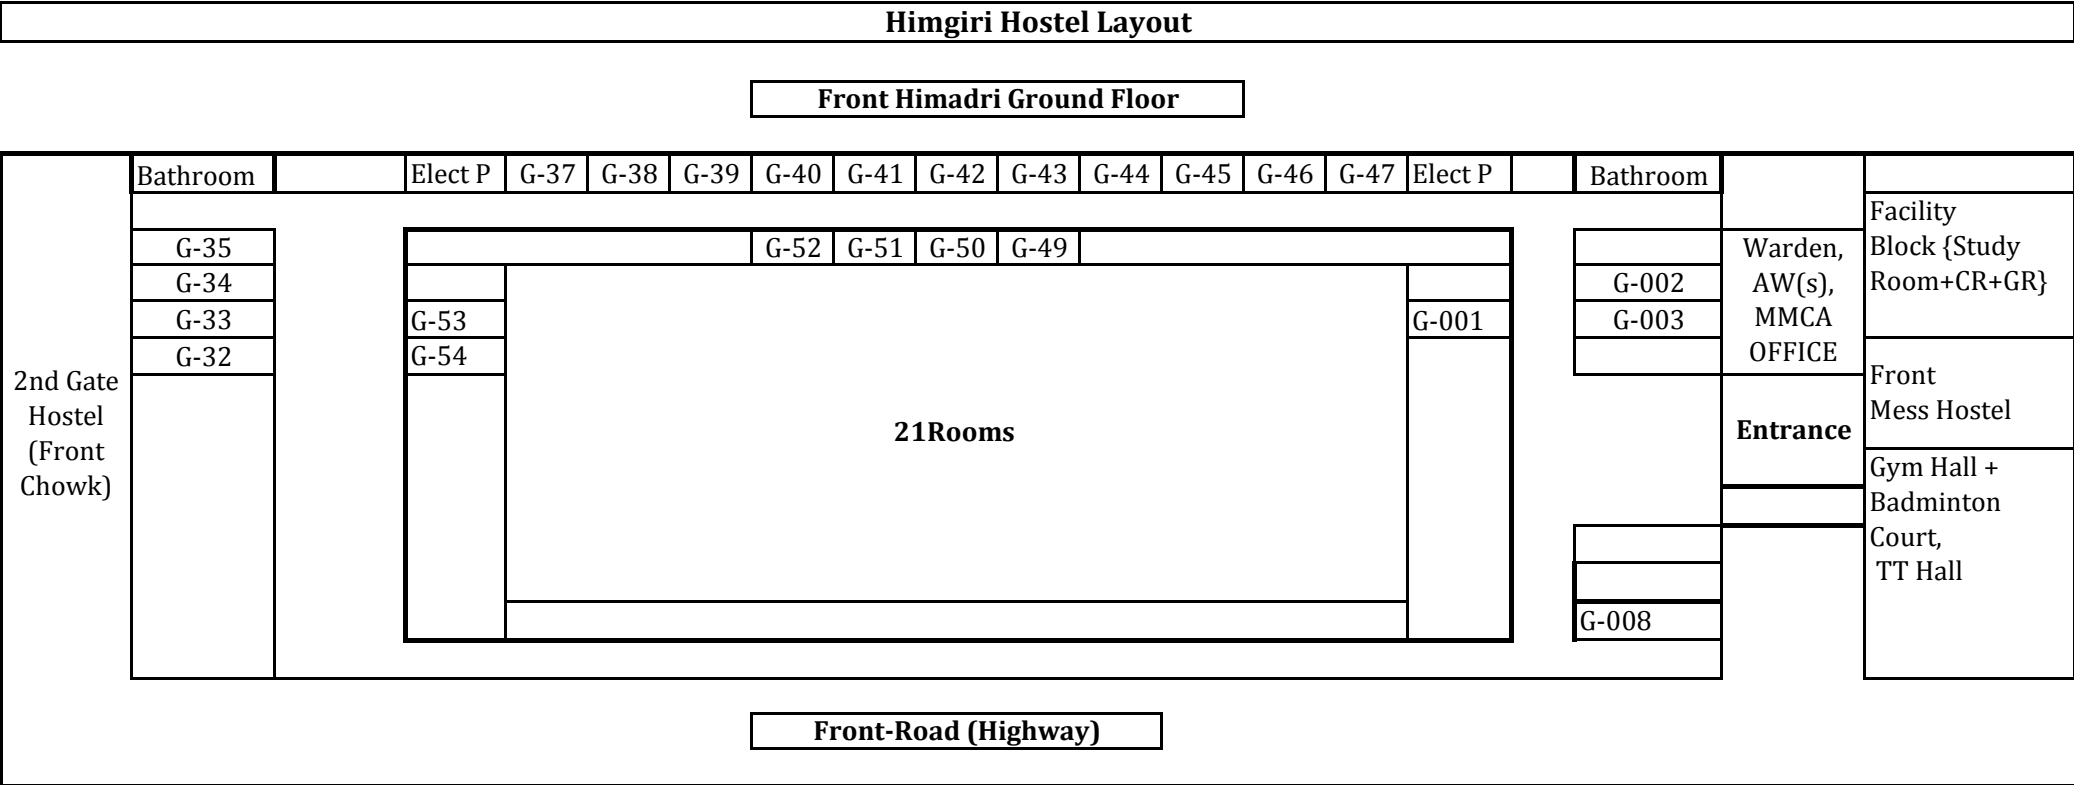 Himgiri Hostel Layout
Front Himadri Ground Floor
Bathroom Elect P G-37 G-38 G-39 G-40 G-41 G-42 G-43 G-44 G-45 G-46 G-47 Elect P Bathroom
G-35 G-52 G-51 G-50 G-49
G-34 G-002
G-33 G-53 G-001 G-003
G-32 G-54
2nd Gate
Hostel
(Front
Chowk)
21Rooms
Warden,
AW(s),
MMCA
OFFICE
Entrance
Facility
Block {Study
Room+CR+GR}
Front
Mess Hostel
Gym Hall +
Badminton
Court,
TT Hall
G-008
Front-Road (Highway)